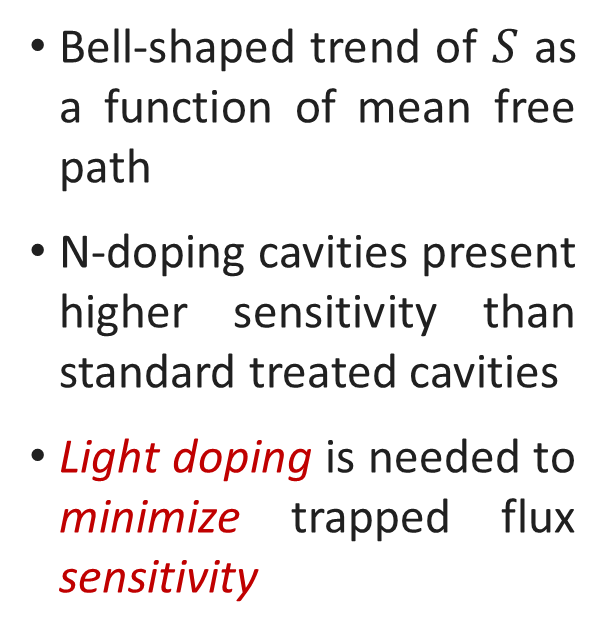 • Bell-shaped trend of S as
a function of mean free
path
• N-doping cavities present
higher sensitivity than
standard treated cavities
• Light doping is needed to
minimize trapped flux
sensitivity